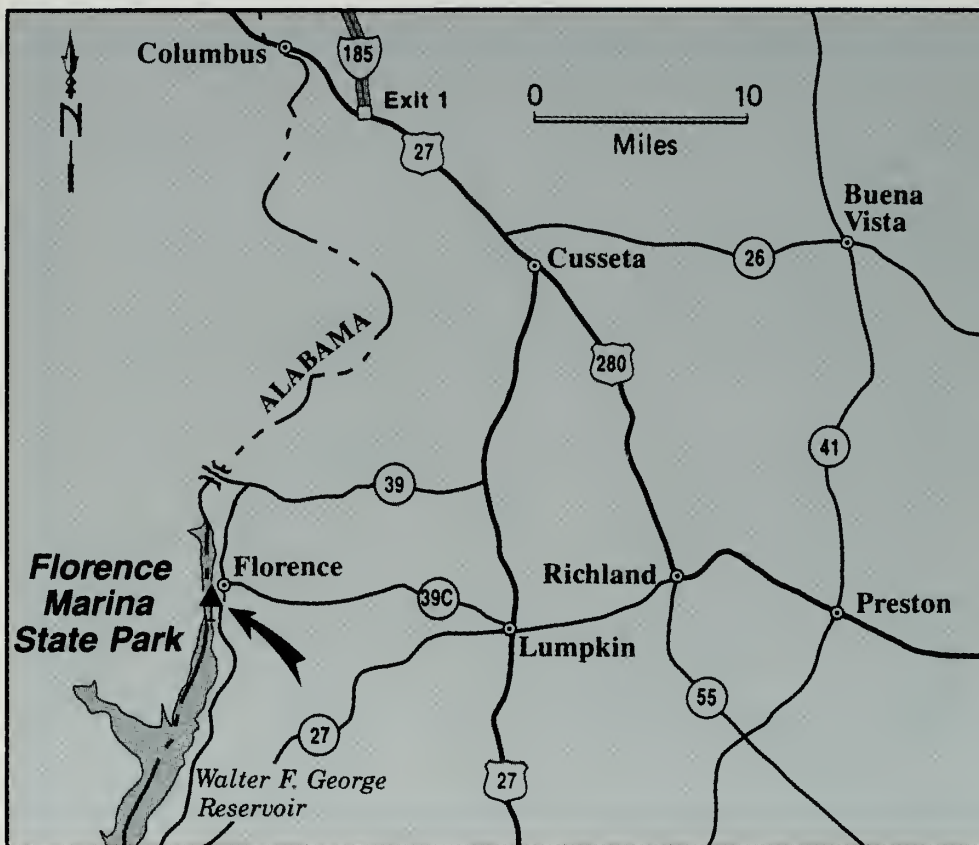 Columbus
185
Exit 1
0
10
Miles
N
27
Buena
Vista
Cusseta
26
280
ALABAMA
41
39
Florence
Marina
State Park
Florence
39C
Richland
Preston
Lumpkin
55
27
Walter F. George
Reservoir
27